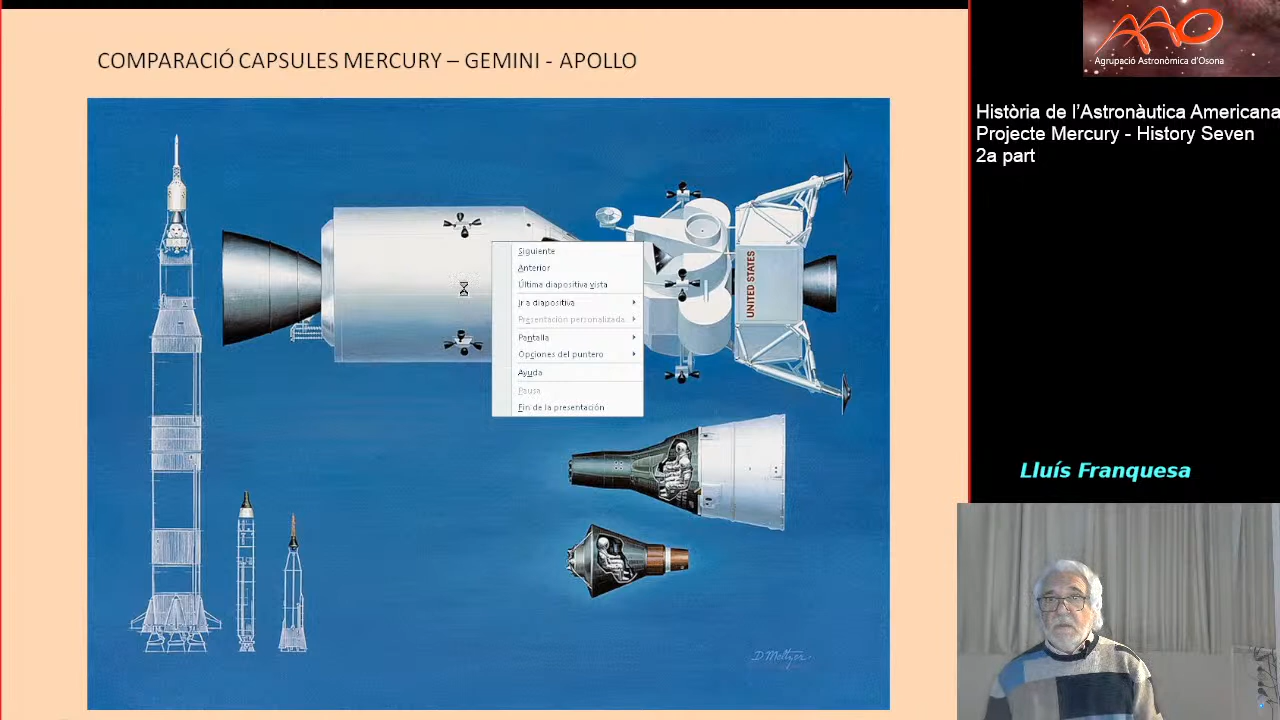 COMPARACIÓ CAPSULES MERCURY – GEMINI - APOLLO
UNITED STATES
Siguiente
Anterior
Última diapositiva vista
Ir a diapositiva
Presentación personalizada
Pantalla
Opciones del puntero
Ayuda
Pausa
Fin de la presentación
D Meltzer
AAO
Agrupació Astronòmica d'Osona
Història de l'Astronàutica Americana
Projecte Mercury - History Seven
2a part
Lluís Franquesa